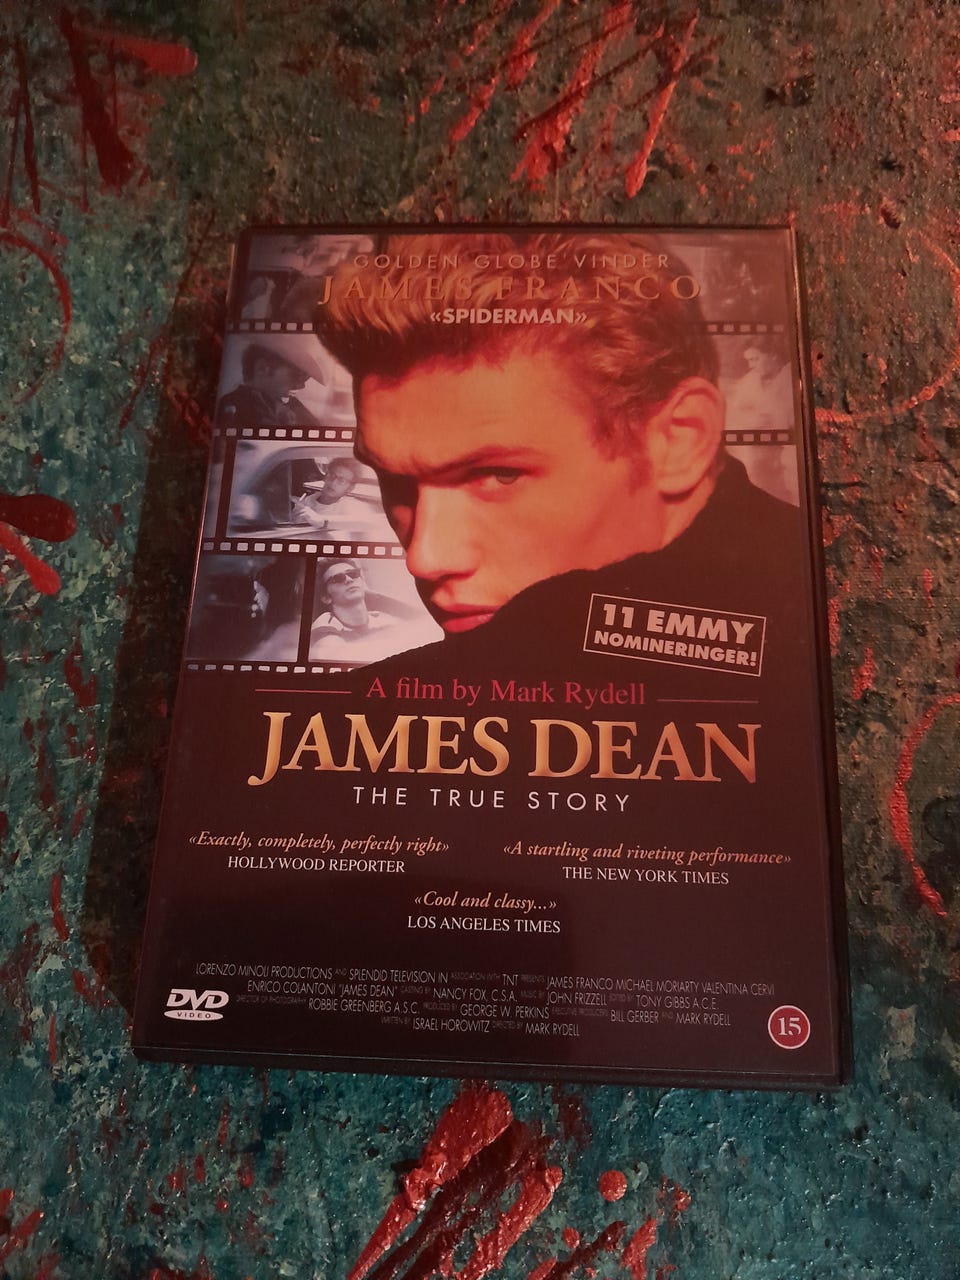 GOLDEN GLOBE VINDER
JAMES FRANCO
«SPIDERMAN»
11 EMMY
NOMINERINGER!
A film by Mark Rydell
JAMES DEAN
THE TRUE STORY
«Exactly, completely, perfectly right»
HOLLYWOOD REPORTER
«A startling and riveting performance»
THE NEW YORK TIMES
«Cool and classy...»
LOS ANGELES TIMES
LORENZO MINOLI PRODUCTIONS AND SPLENDID TELEVISION IN ASSOCIATION WITH TNT PRESENTS JAMES FRANCO MICHAEL MORIARTY VALENTINA CERVI
ENRICO COLANTONI "JAMES DEAN" CASTING BY NANCY FOX, C.S.A. MUSIC BY JOHN FRIZZELL EDITED BY TONY GIBBS A.C.E.
DIRECTOR OF PHOTOGRAPHY ROBBIE GREENBERG A.S.C. PRODUCED BY GEORGE W. PERKINS EXECUTIVE PRODUCERS BILL GERBER AND MARK RYDELL
WRITTEN BY ISRAEL HOROWITZ DIRECTED BY MARK RYDELL
DVD
VIDEO
15